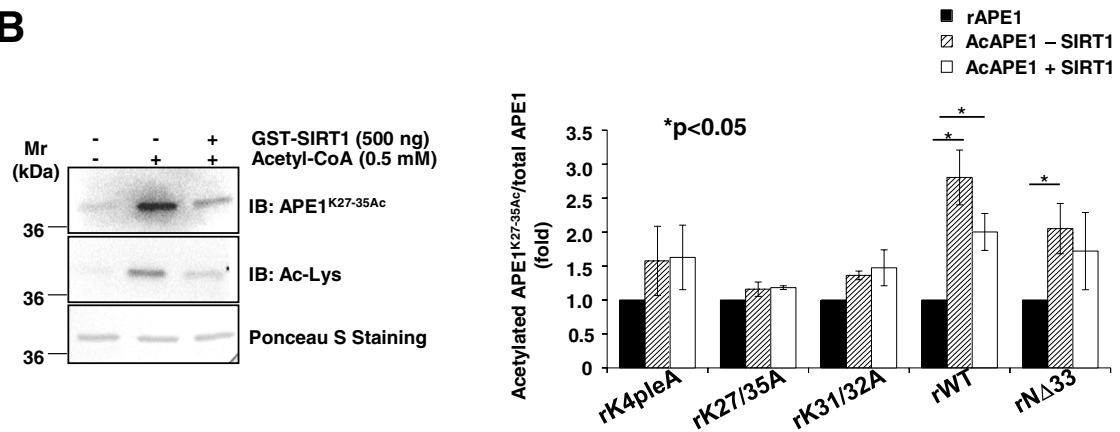 B
Mr
(kDa)
- - + GST-SIRT1 (500 ng)
- + + Acetyl-CoA (0.5 mM)
IB: APE1K27-35Ac
36
IB: Ac-Lys
36
Ponceau S Staining
36
rAPE1
AcAPE1 – SIRT1
AcAPE1 + SIRT1
*p<0.05
Acetylated APE1K27-35Ac/total APE1
(fold)
3.5
3.0
2.5
2.0
1.5
1.0
0.5
0
* * *
rK4pleA
rK27/35A
rK31/32A
rWT
rNΔ33